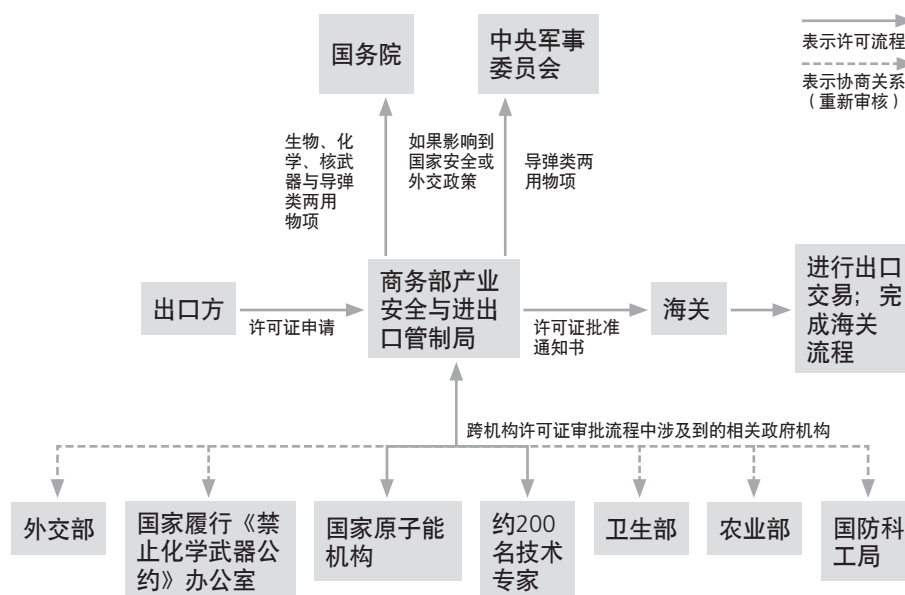 国务院
中央军事
委员会
表示许可流程
表示协商关系
（重新审核）
生物、化
学、核武
器与导弹
类两用
物项
如果影响到
国家安全或
外交政策
导弹类两
用物项
出口方
许可证申请
商务部产业
安全与进出
口管制局
许可证批准
通知书
海关
进行出口
交易；完
成海关
流程
跨机构许可证审批流程中涉及到的相关政府机构
外交部
国家履行《禁
止化学武器公
约》办公室
国家原子能
机构
约200
名技术
专家
卫生部
农业部
国防科
工局